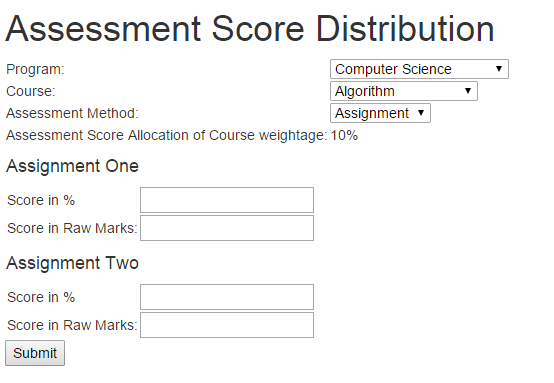 Assessment Score Distribution
Program: Computer Science
Course: Algorithm
Assessment Method: Assignment
Assessment Score Allocation of Course weightage: 10%
Assignment One
Score in %
Score in Raw Marks:
Assignment Two
Score in %
Score in Raw Marks:
Submit